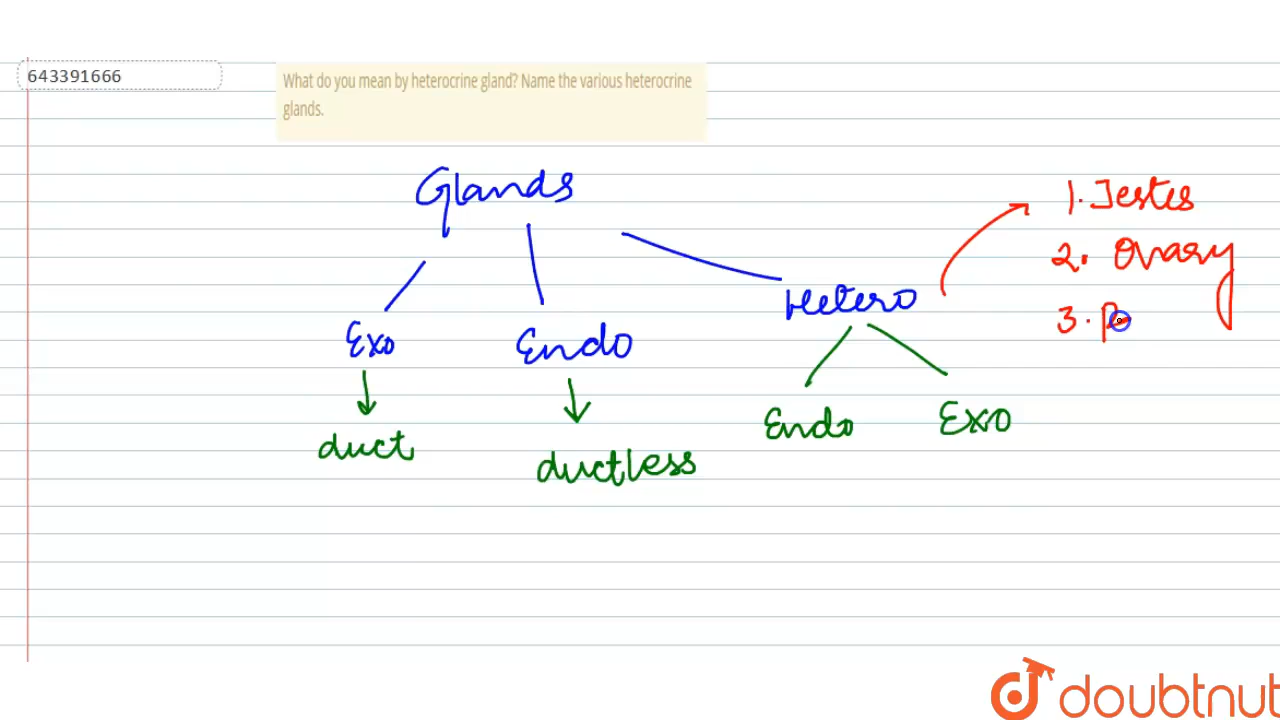 643391666
What do you mean by heterocrine gland? Name the various heterocrine
glands.
Glands
1. Testes
2. Ovary
Hetero
3. P
Exo
Endo
Endo
Exo
duct
ductless
doubtnut